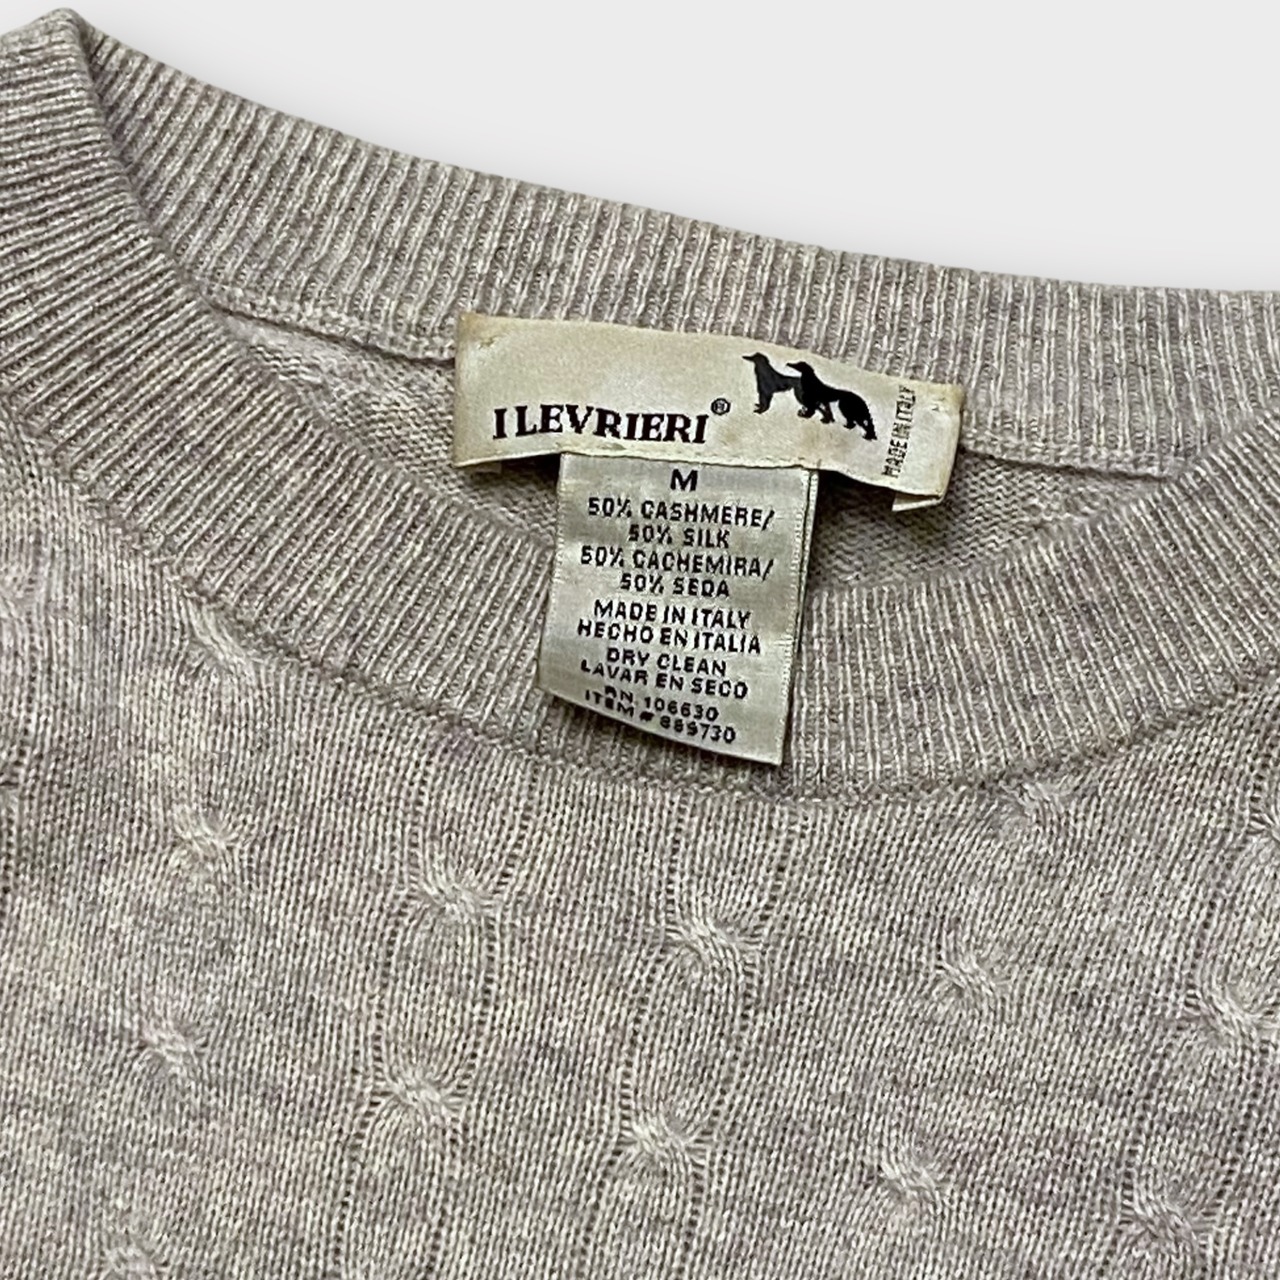 I LEVRIERI®
MADE IN ITALY
M
50% CASHMERE/
50% SILK
50% CACHEMIRA/
50% SEDA
MADE IN ITALY
HECHO EN ITALIA
DRY CLEAN
LAVAR EN SECO
RN 106630
ITEM # 869730